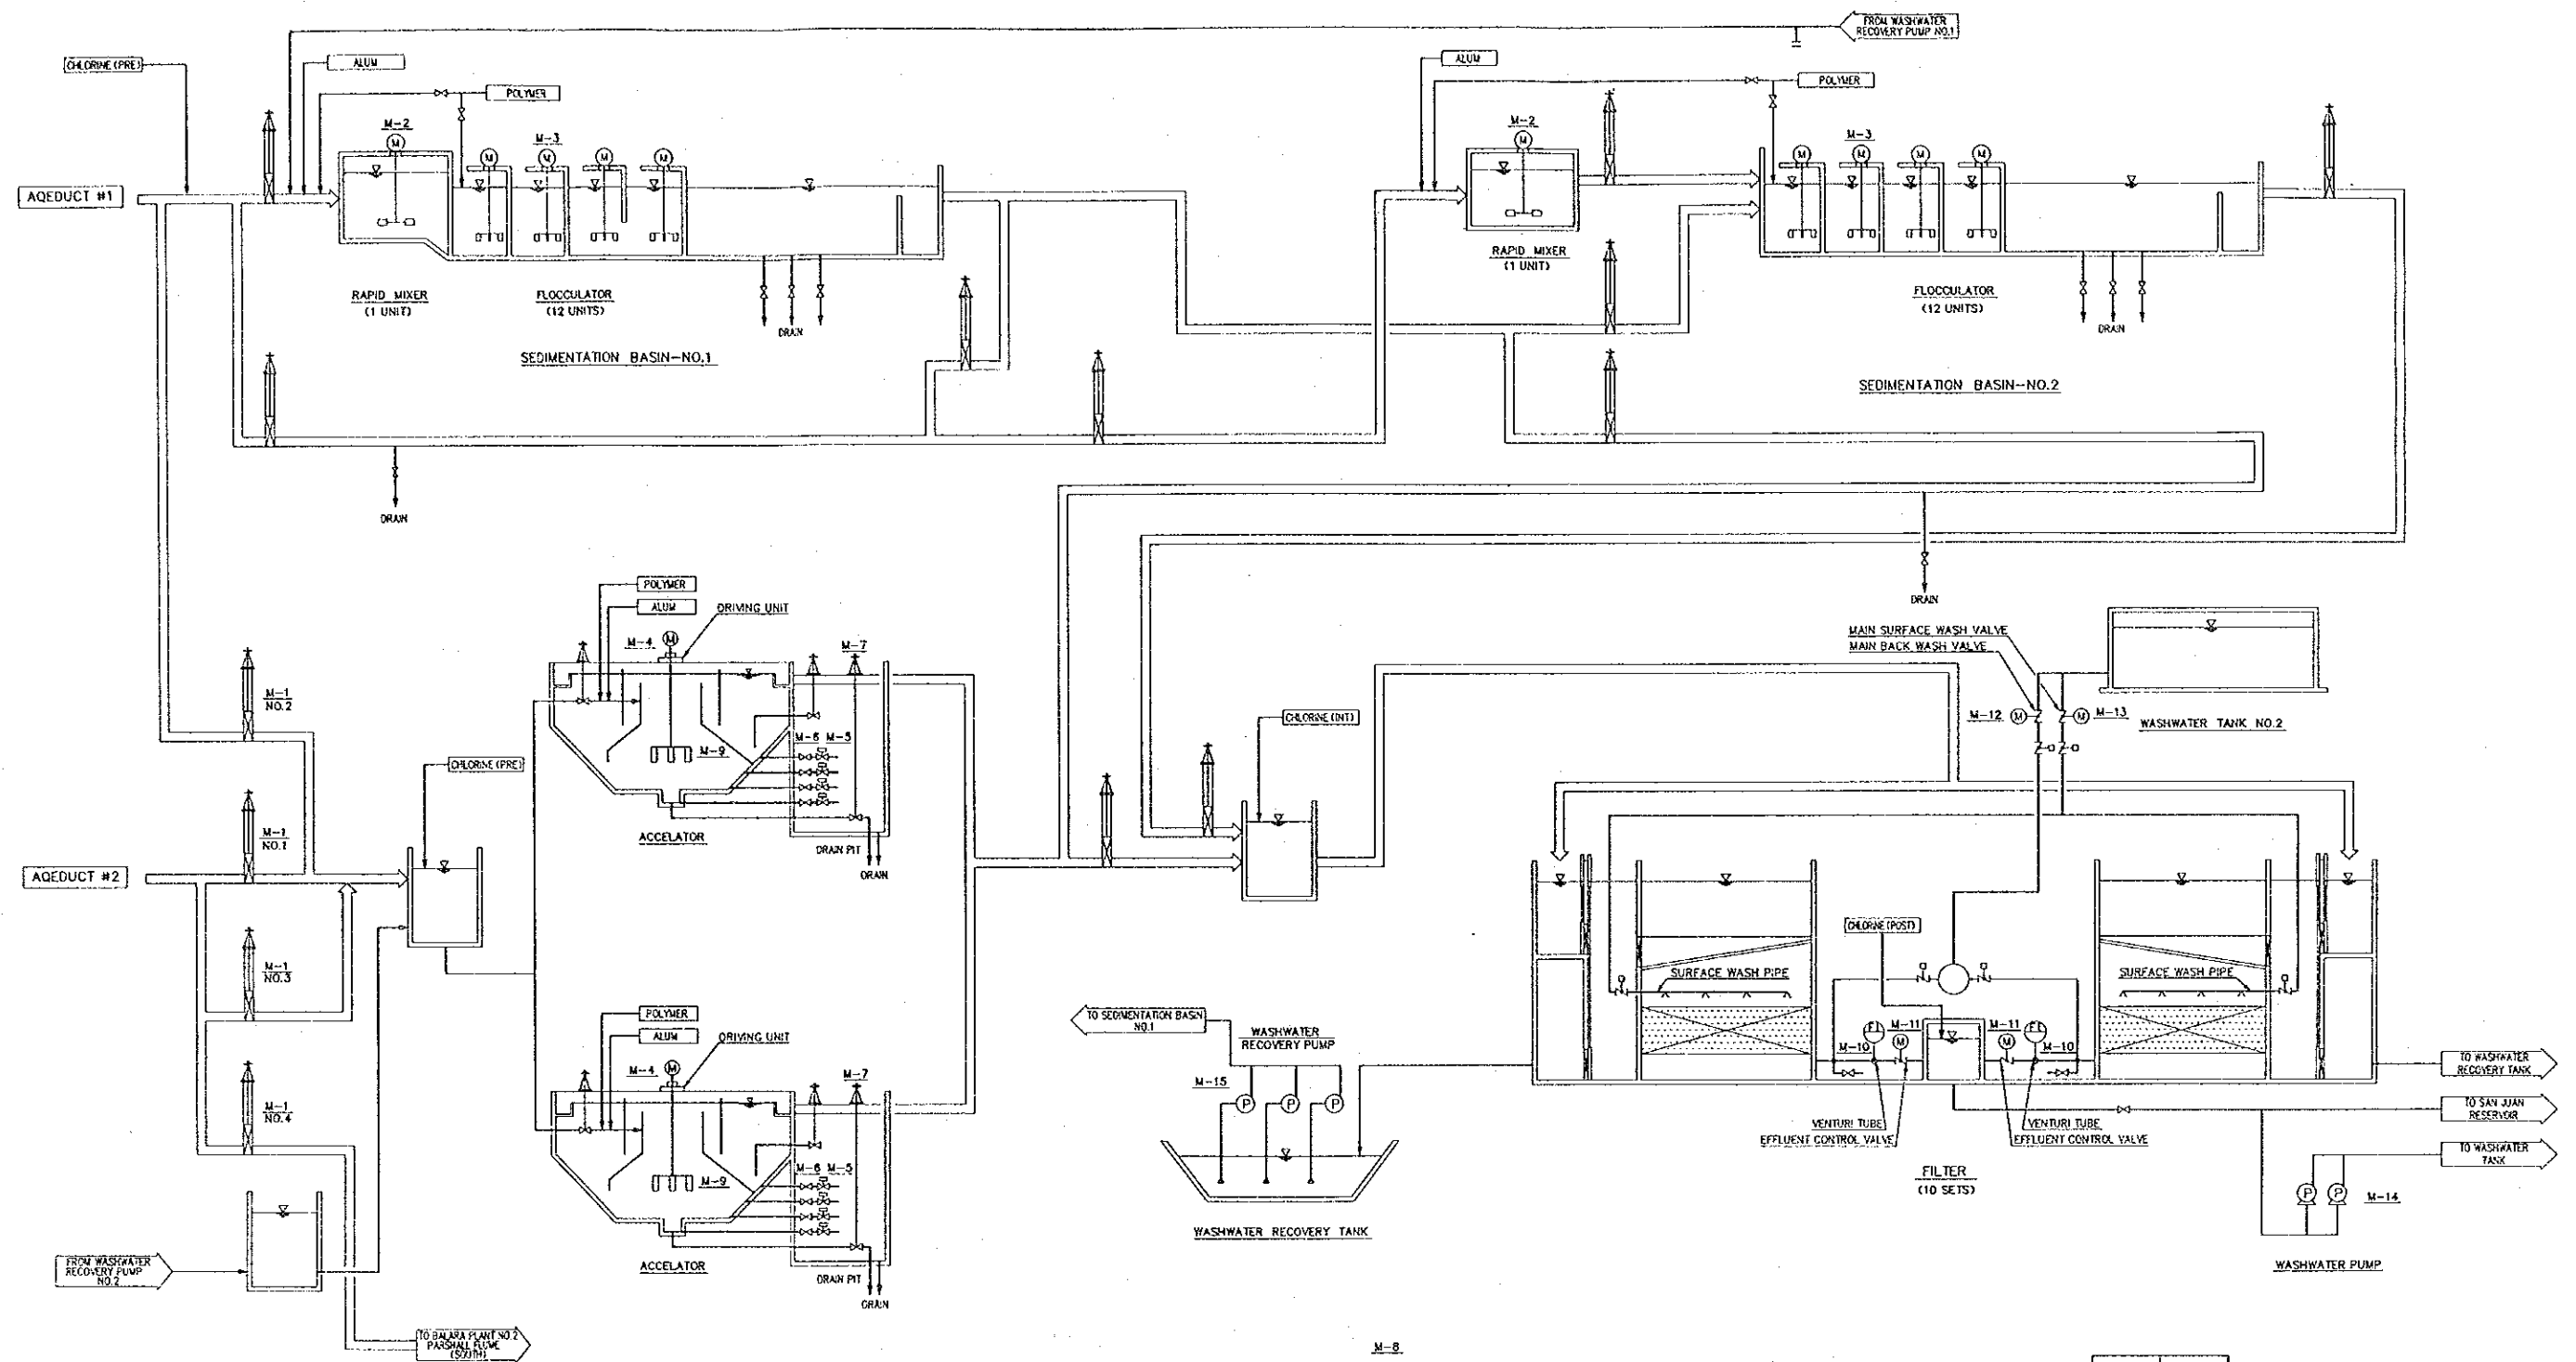 FROM WASHWATER
RECOVERY PUMP NO.1
CHLORINE (PRE)
ALUM
POLYMER
M-2
M
M-3
M
M
M
M
AQEDUCT #1
RAPID MIXER
(1 UNIT)
FLOCCULATOR
(12 UNITS)
DRAIN
SEDIMENTATION BASIN-NO.1
DRAIN
ALUM
POLYMER
M-2
M
M-3
M
M
M
M
RAPID MIXER
(1 UNIT)
FLOCCULATOR
(12 UNITS)
DRAIN
SEDIMENTATION BASIN-NO.2
DRAIN
M-1
NO.2
M-1
NO.1
AQEDUCT #2
M-1
NO.3
M-1
NO.4
CHLORINE (PRE)
FROM WASHWATER
RECOVERY PUMP
NO.2
TO BALARA PLANT NO.2
PARSHALL FLUME
(SOUTH)
POLYMER
ALUM
DRIVING UNIT
M-4
M
M-7
M-9
M-6
M-5
ACCELATOR
DRAIN PIT
DRAIN
POLYMER
ALUM
DRIVING UNIT
M-4
M
M-7
M-9
M-6
M-5
ACCELATOR
DRAIN PIT
DRAIN
CHLORINE (INT)
MAIN SURFACE WASH VALVE
MAIN BACK WASH VALVE
M-12
M
M
M-13
WASHWATER TANK NO.2
CHLORINE (POST)
SURFACE WASH PIPE
SURFACE WASH PIPE
M-10
FI
M-11
M
M-11
M
FI
M-10
VENTURI TUBE
EFFLUENT CONTROL VALVE
VENTURI TUBE
EFFLUENT CONTROL VALVE
FILTER
(10 SETS)
TO SEDIMENTATION BASIN
NO.1
WASHWATER
RECOVERY PUMP
M-15
P
P
P
WASHWATER RECOVERY TANK
TO WASHWATER
RECOVERY TANK
TO SAN JUAN
RESERVOIR
TO WASHWATER
TANK
P
P
M-14
WASHWATER PUMP
M-8